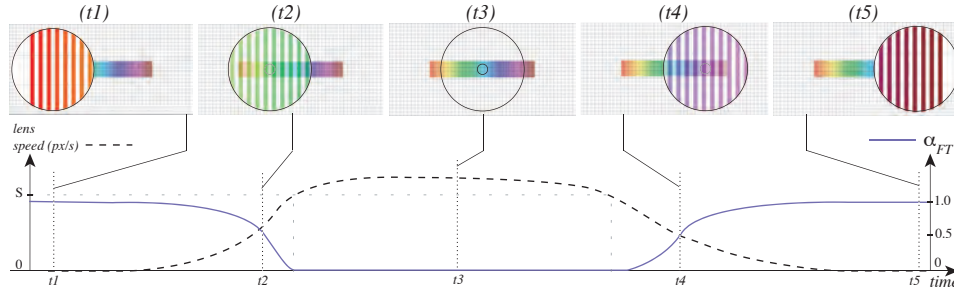 (t1) (t2) (t3) (t4) (t5)
lens
speed (px/s)
α_FT
S
1.0
0.5
0
0
t1 t2 t3 t4 t5 time